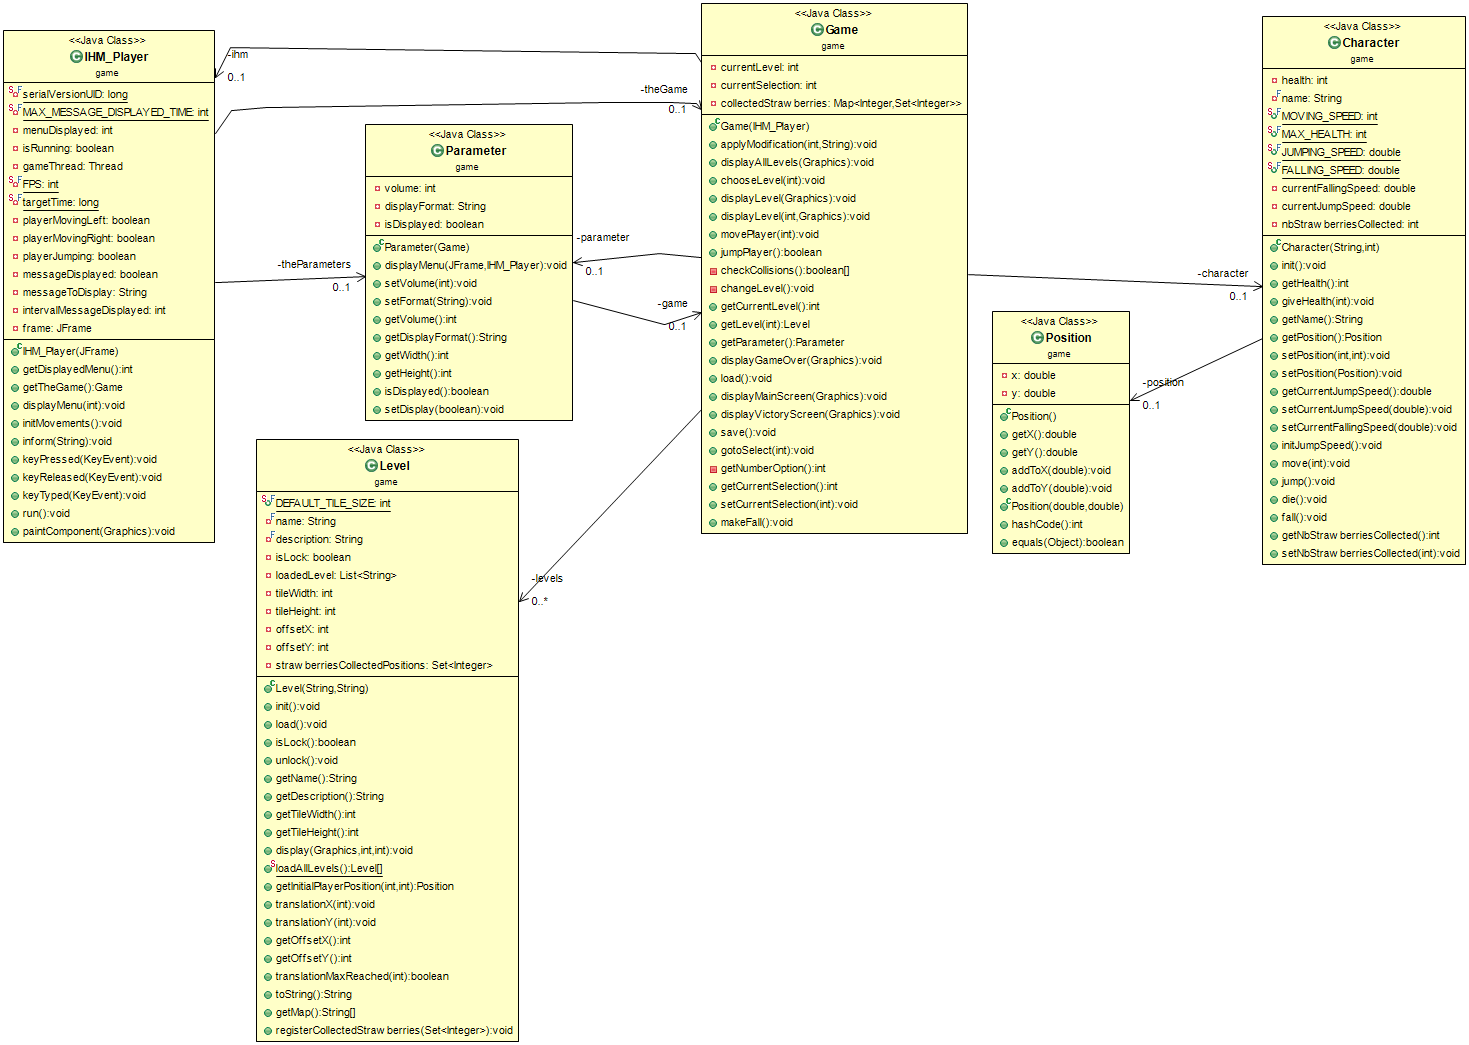 <<Java Class>>
IHM_Player
game
serialVersionUID: long
MAX_MESSAGE_DISPLAYED_TIME: int
menuDisplayed: int
isRunning: boolean
gameThread: Thread
FPS: int
targetTime: long
playerMovingLeft: boolean
playerMovingRight: boolean
playerJumping: boolean
messageDisplayed: boolean
messageToDisplay: String
intervalMessageDisplayed: int
frame: JFrame
IHM_Player(JFrame)
getDisplayedMenu():int
getTheGame():Game
displayMenu(int):void
initMovements():void
inform(String):void
keyPressed(KeyEvent):void
keyReleased(KeyEvent):void
keyTyped(KeyEvent):void
run():void
paintComponent(Graphics):void
-ihm
0..1
-theGame
0..1
-theParameters
0..1
<<Java Class>>
Parameter
game
volume: int
displayFormat: String
isDisplayed: boolean
Parameter(Game)
displayMenu(JFrame,IHM_Player):void
setVolume(int):void
setFormat(String):void
getVolume():int
getDisplayFormat():String
getWidth():int
getHeight():int
isDisplayed():boolean
setDisplay(boolean):void
-parameter
0..1
-game
0..1
<<Java Class>>
Game
game
currentLevel: int
currentSelection: int
collectedStrawberries: Map<Integer,Set<Integer>>
Game(IHM_Player)
applyModification(int,String):void
displayAllLevels(Graphics):void
chooseLevel(int):void
displayLevel(Graphics):void
displayLevel(int,Graphics):void
movePlayer(int):void
jumpPlayer():boolean
checkCollisions():boolean[]
changeLevel():void
getCurrentLevel():int
getLevel(int):Level
getParameter():Parameter
displayGameOver(Graphics):void
load():void
displayMainScreen(Graphics):void
displayVictoryScreen(Graphics):void
save():void
gotoSelect(int):void
getNumberOption():int
getCurrentSelection():int
setCurrentSelection(int):void
makeFall():void
-levels
0..*
-character
0..1
<<Java Class>>
Level
game
DEFAULT_TILE_SIZE: int
name: String
description: String
isLock: boolean
loadedLevel: List<String>
tileWidth: int
tileHeight: int
offsetX: int
offsetY: int
strawberriesCollectedPositions: Set<Integer>
Level(String,String)
init():void
load():void
isLock():boolean
unlock():void
getName():String
getDescription():String
getTileWidth():int
getTileHeight():int
display(Graphics,int,int):void
loadAllLevels():Level[]
getInitialPlayerPosition(int,int):Position
translationX(int):void
translationY(int):void
getOffsetX():int
getOffsetY():int
translationMaxReached(int):boolean
toString():String
getMap():String[]
registerCollectedStrawberries(Set<Integer>):void
<<Java Class>>
Position
game
x: double
y: double
Position()
getX():double
getY():double
addToX(double):void
addToY(double):void
Position(double,double)
hashCode():int
equals(Object):boolean
-position
0..1
<<Java Class>>
Character
game
health: int
name: String
MOVING_SPEED: int
MAX_HEALTH: int
JUMPING_SPEED: double
FALLING_SPEED: double
currentFallingSpeed: double
currentJumpSpeed: double
nbStrawberriesCollected: int
Character(String,int)
init():void
getHealth():int
giveHealth(int):void
getName():String
getPosition():Position
setPosition(int,int):void
setPosition(Position):void
getCurrentJumpSpeed():double
setCurrentJumpSpeed(double):void
setCurrentFallingSpeed(double):void
initJumpSpeed():void
move(int):void
jump():void
die():void
fall():void
getNbStrawberriesCollected():int
setNbStrawberriesCollected(int):void